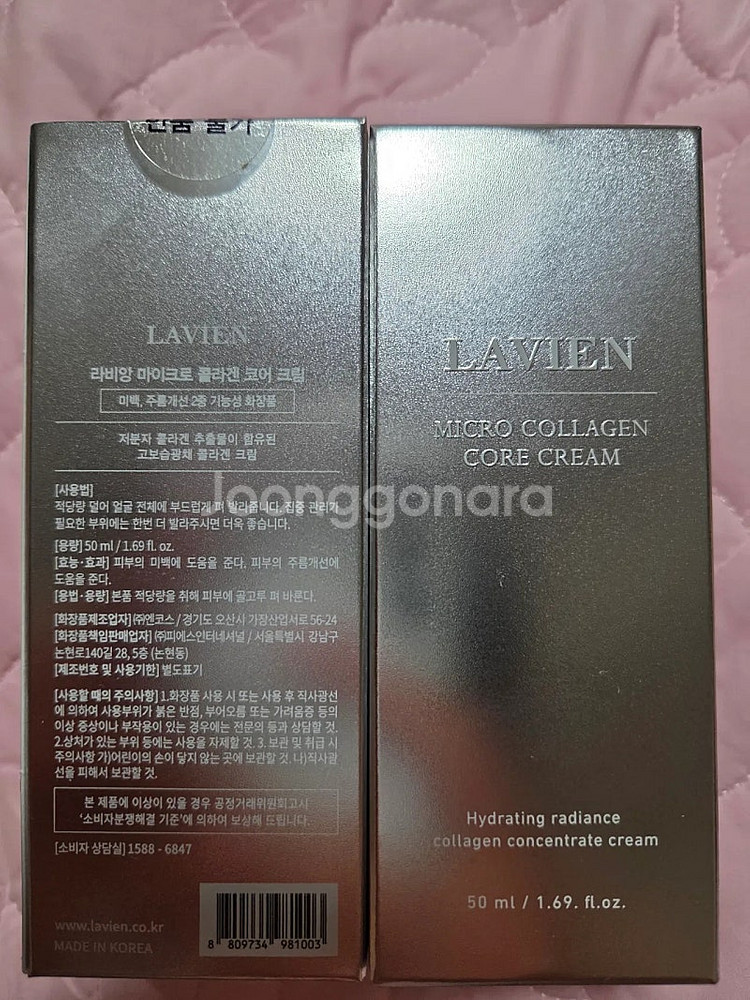 LAVIEN
라비앙 마이크로 콜라겐 코어 크림
미백, 주름개선 2중 기능성 화장품
저분자 콜라겐 추출물이 함유된
고보습광채 콜라겐 크림
[사용법]
적당량 덜어 얼굴 전체에 부드럽게 펴 발라줍니다. 집중 관리가
필요한 부위에는 한번 더 발라주시면 더욱 좋습니다.
[용량] 50 ml / 1.69 fl. oz.
[효능·효과] 피부의 미백에 도움을 준다. 피부의 주름개선에
도움을 준다.
[용법·용량] 본품 적당량을 취해 피부에 골고루 펴 바른다.
[화장품제조업자] ㈜엔코스 / 경기도 오산시 가장산업서로 56-24
[화장품책임판매업자] ㈜피에스인터내셔널 / 서울특별시 강남구
논현로140길 28, 5층 (논현동)
[제조번호 및 사용기한] 별도표기
[사용할 때의 주의사항] 1.화장품 사용 시 또는 사용 후 직사광선
에 의하여 사용부위가 붉은 반점, 부어오름 또는 가려움증 등의
이상 증상이나 부작용이 있는 경우에는 전문의 등과 상담할 것.
2.상처가 있는 부위 등에는 사용을 자제할 것. 3. 보관 및 취급 시
주의사항 가)어린이의 손이 닿지 않는 곳에 보관할 것. 나)직사광
선을 피해서 보관할 것.
본 제품에 이상이 있을 경우 공정거래위원회고시
'소비자분쟁해결 기준'에 의하여 보상해 드립니다.
[소비자 상담실] 1588 - 6847
www.lavien.co.kr
MADE IN KOREA
8 809734 981003
LAVIEN
MICRO COLLAGEN
CORE CREAM
Hydrating radiance
collagen concentrate cream
50 ml / 1.69. fl.oz.
Joonggonara